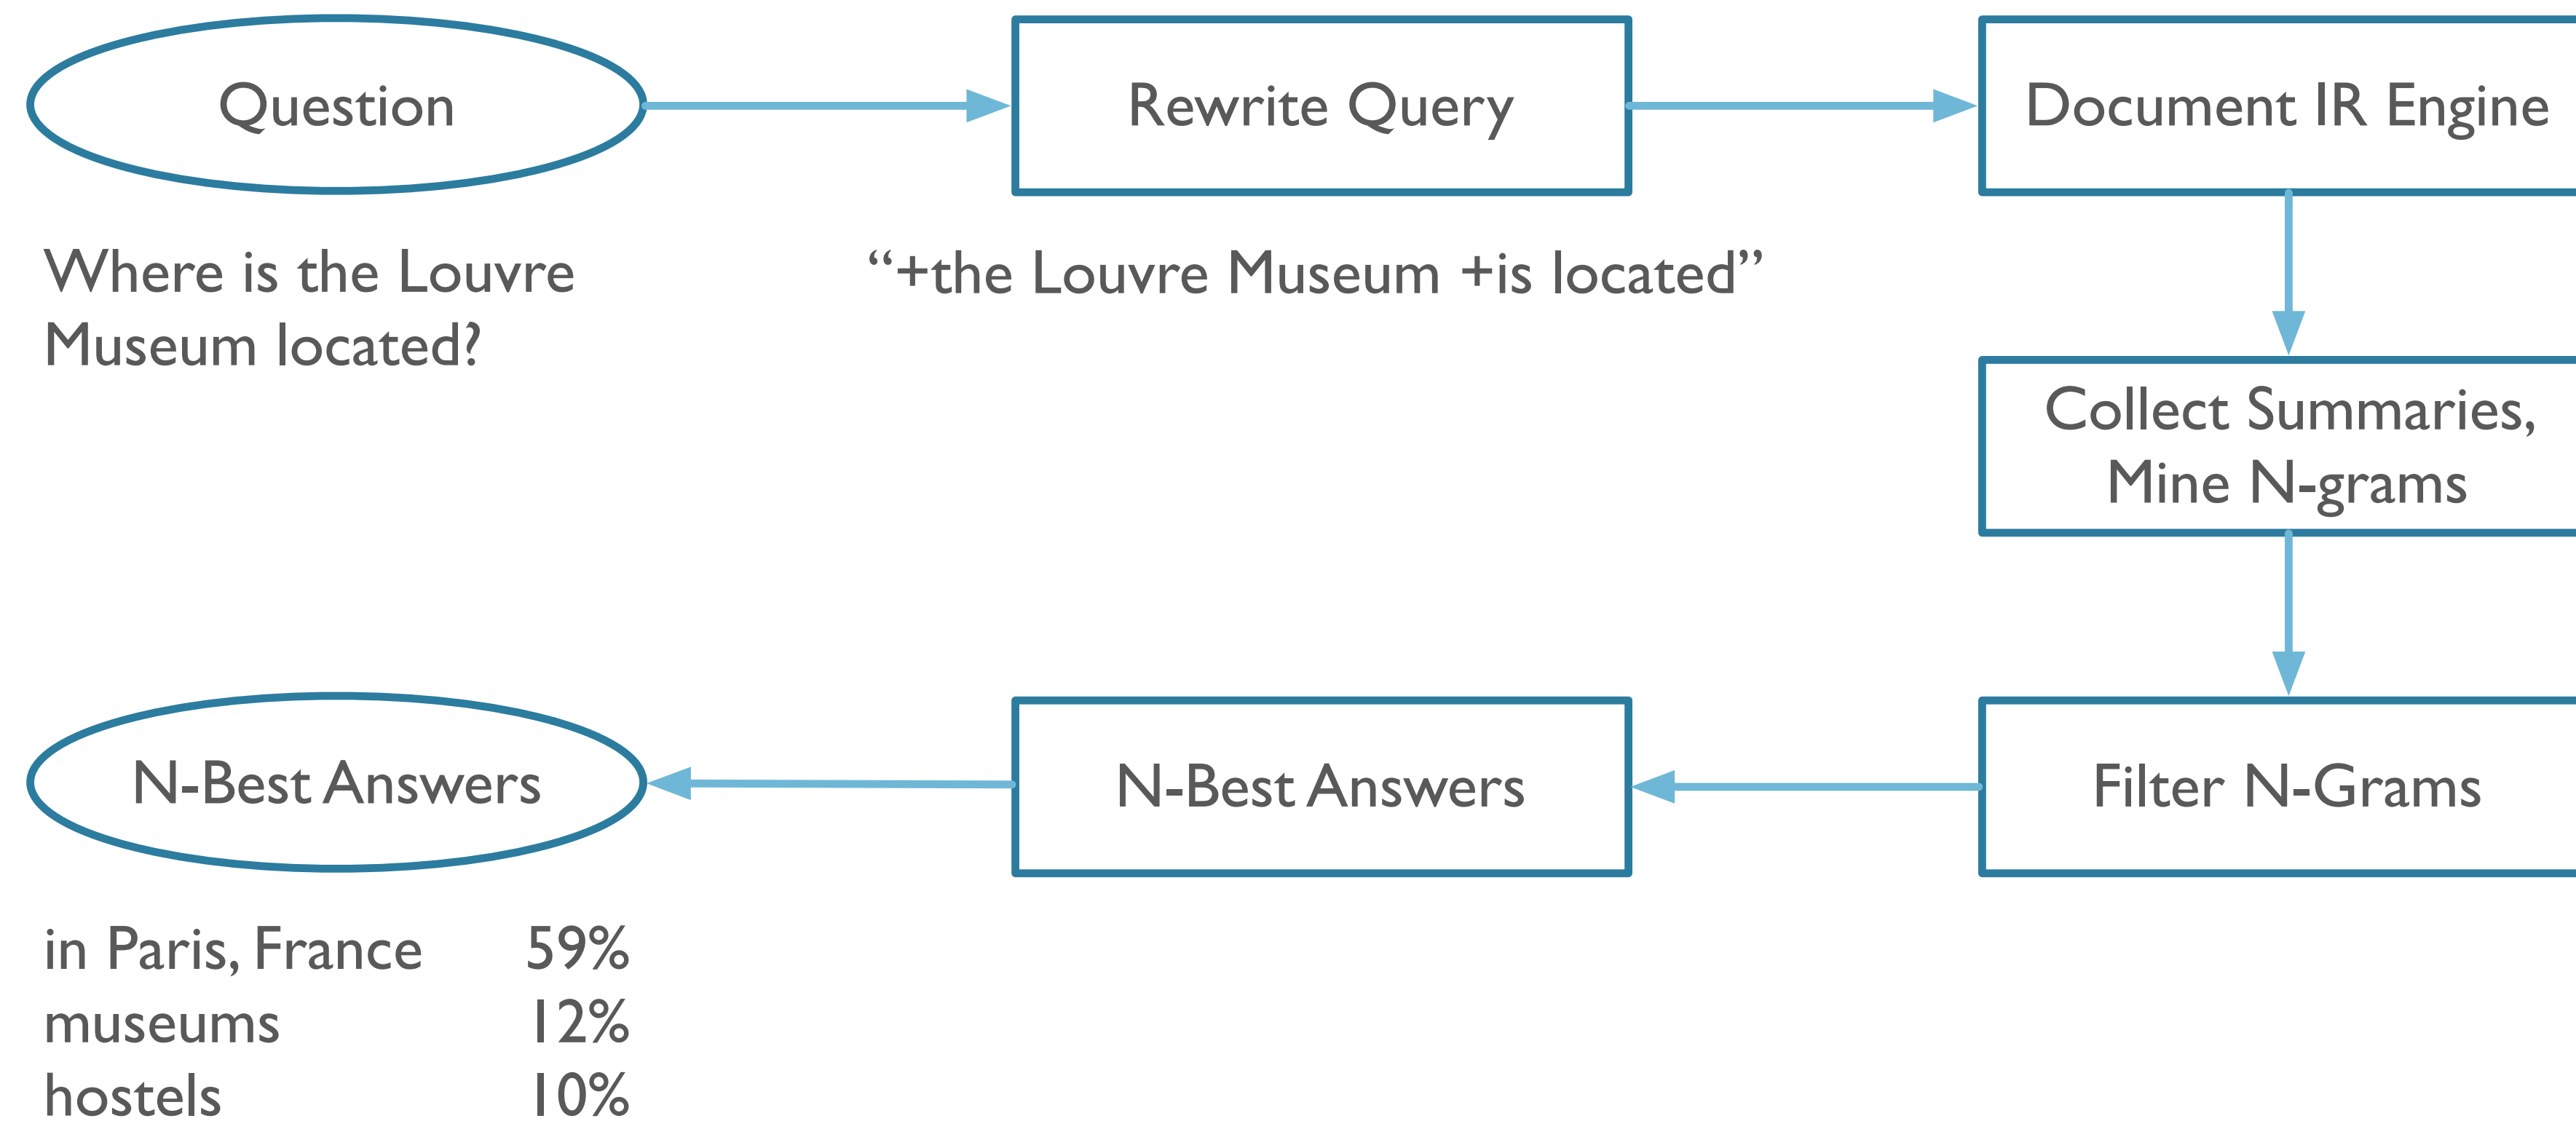 Question
Rewrite Query
Document IR Engine
Where is the Louvre
Museum located?
“+the Louvre Museum +is located”
Collect Summaries,
Mine N-grams
N-Best Answers
N-Best Answers
Filter N-Grams
in Paris, France 59%
museums 12%
hostels 10%